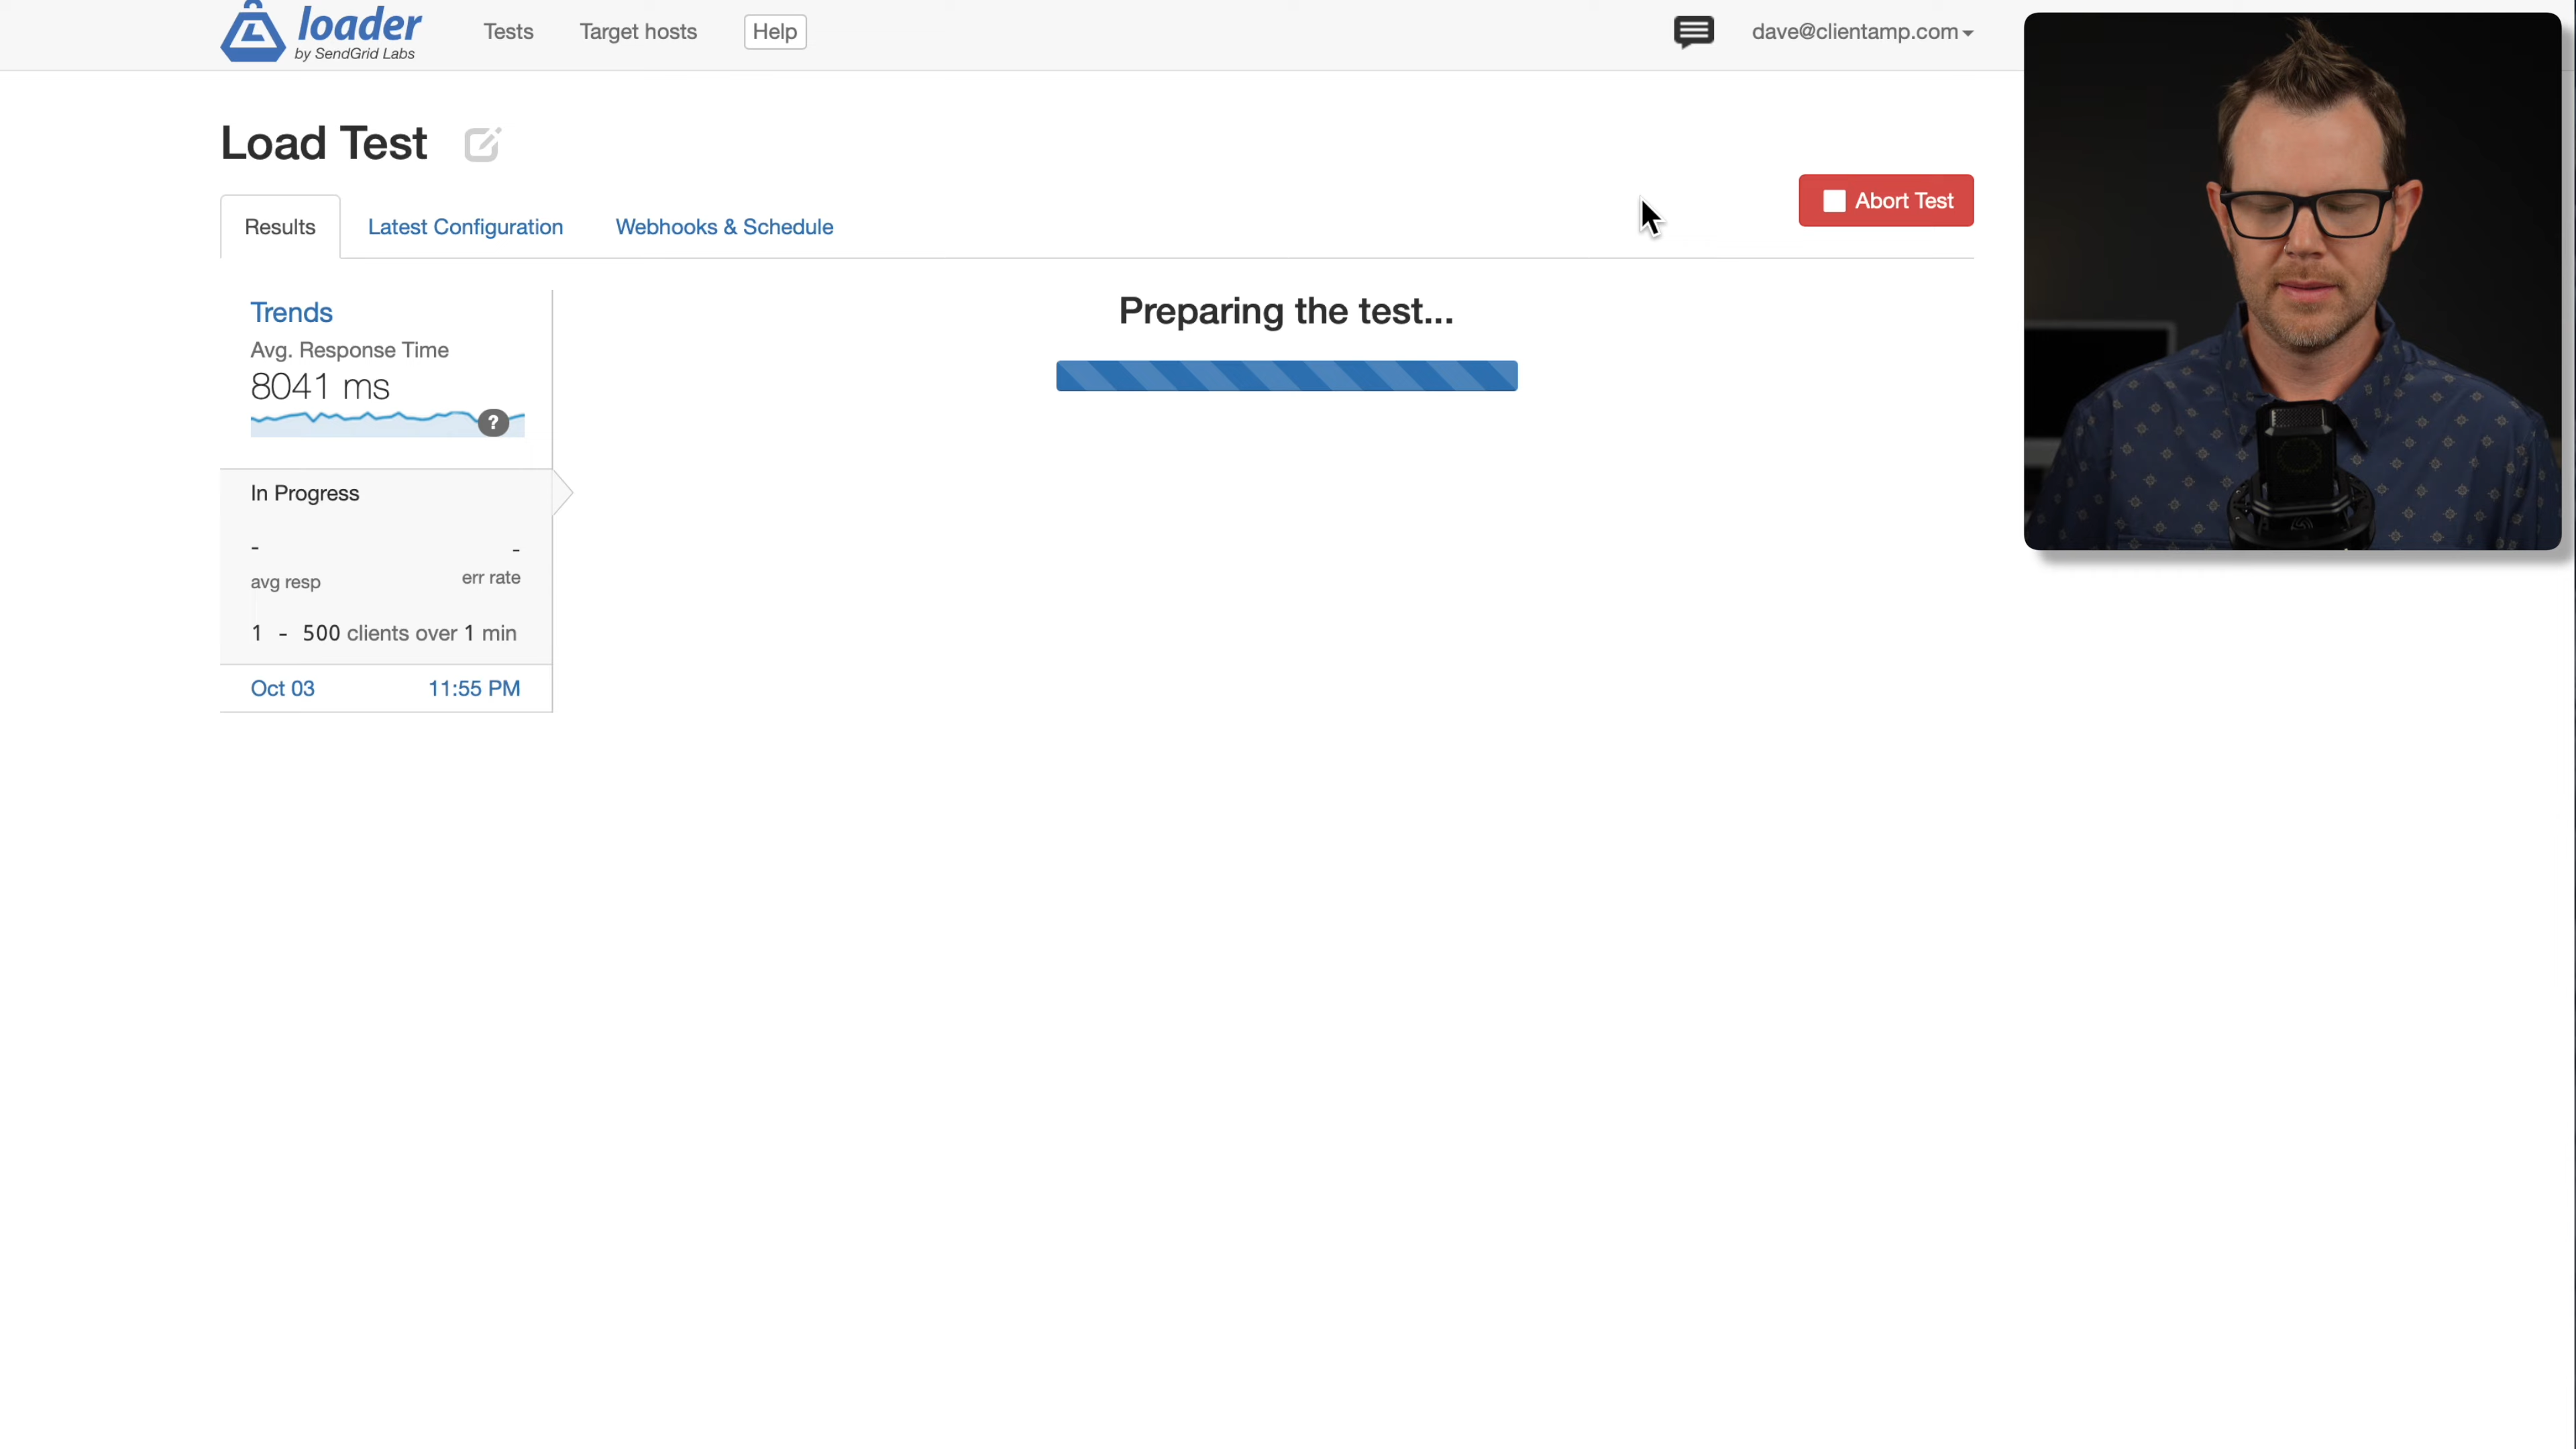 loader
by SendGrid Labs
Tests
Target hosts
Help
dave@clientamp.com
Load Test
Abort Test
Results
Latest Configuration
Webhooks & Schedule
Trends
Avg. Response Time
8041 ms
?
Preparing the test...
In Progress
- -
avg resp err rate
1 - 500 clients over 1 min
Oct 03 11:55 PM